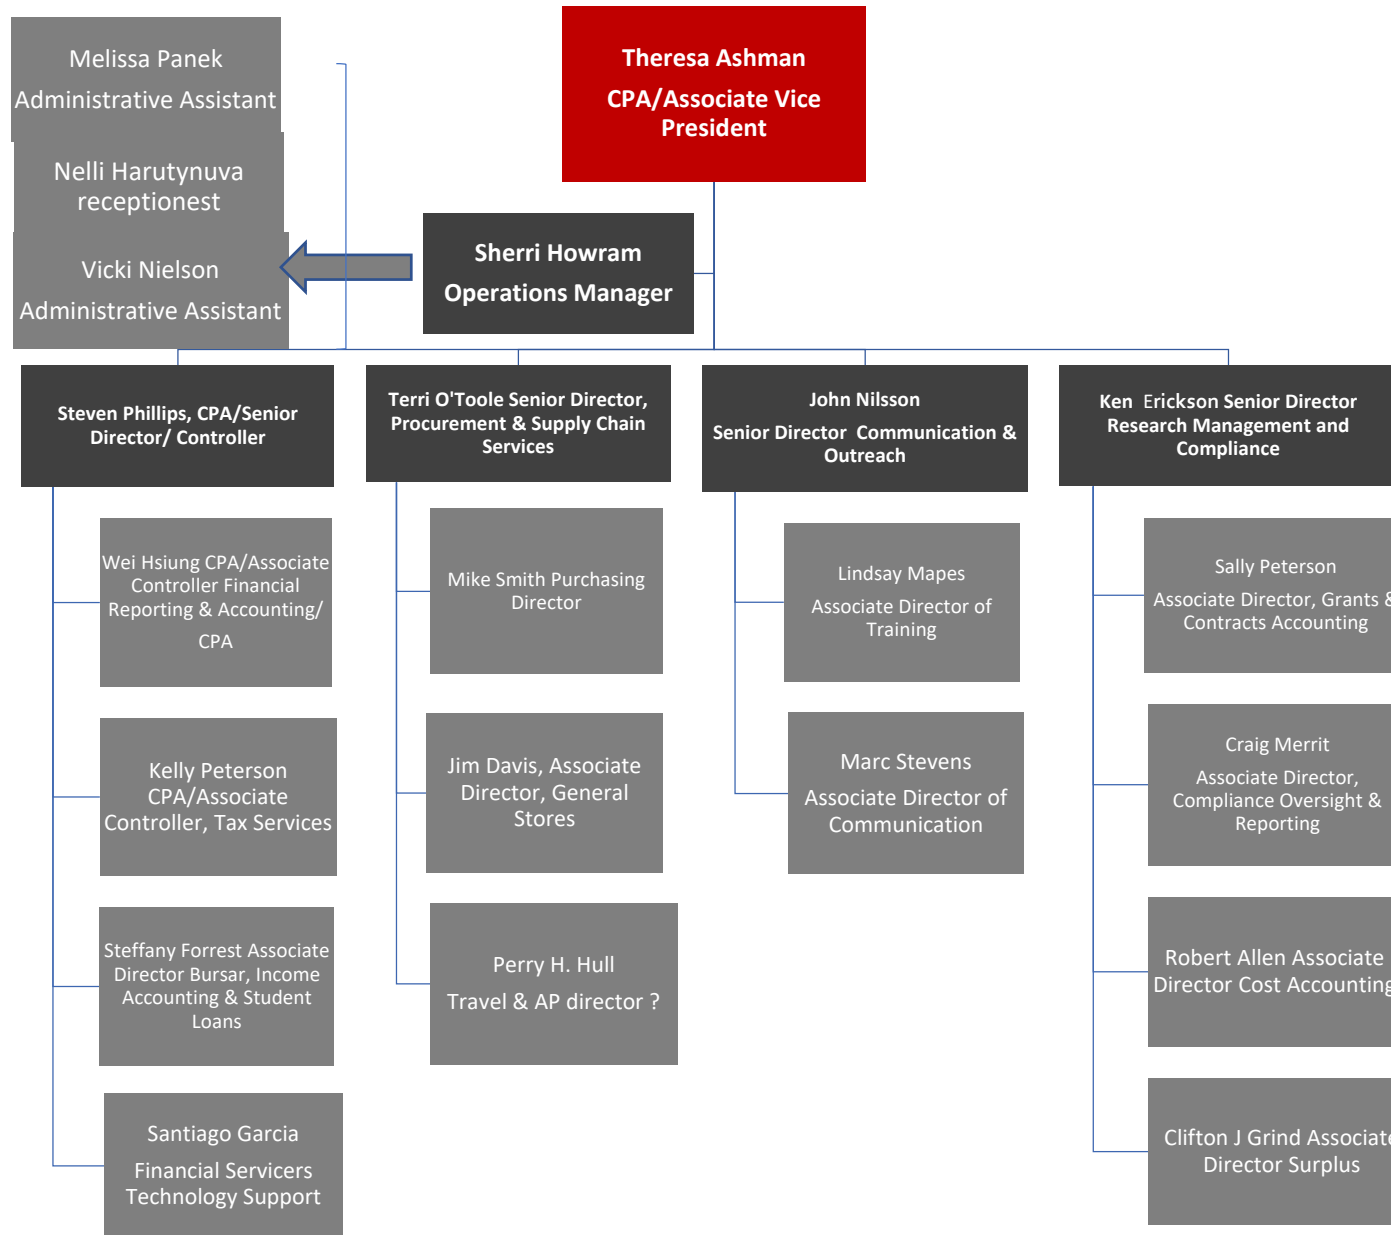 Melissa Panek
Administrative Assistant
Nelli Harutynuva
receptionest
Vicki Nielson
Administrative Assistant
Theresa Ashman
CPA/Associate Vice
President
Sherri Howram
Operations Manager
Steven Phillips, CPA/Senior
Director/ Controller
Terri O'Toole Senior Director,
Procurement & Supply Chain
Services
John Nilsson
Senior Director  Communication &
Outreach
Ken  Erickson Senior Director
Research Management and
Compliance
Wei Hsiung CPA/Associate
Controller Financial
Reporting & Accounting/
CPA
Kelly Peterson
CPA/Associate
Controller, Tax Services
Steffany Forrest Associate
Director Bursar, Income
Accounting & Student
Loans
Santiago Garcia
Financial Servicers
Technology Support
Mike Smith Purchasing
Director
Jim Davis, Associate
Director, General
Stores
Perry H. Hull
Travel & AP director ?
Lindsay Mapes
Associate Director of
Training
Marc Stevens
Associate Director of
Communication
Sally Peterson
Associate Director, Grants &
Contracts Accounting
Craig Merrit
Associate Director,
Compliance Oversight &
Reporting
Robert Allen Associate
Director Cost Accounting
Clifton J Grind Associate
Director Surplus